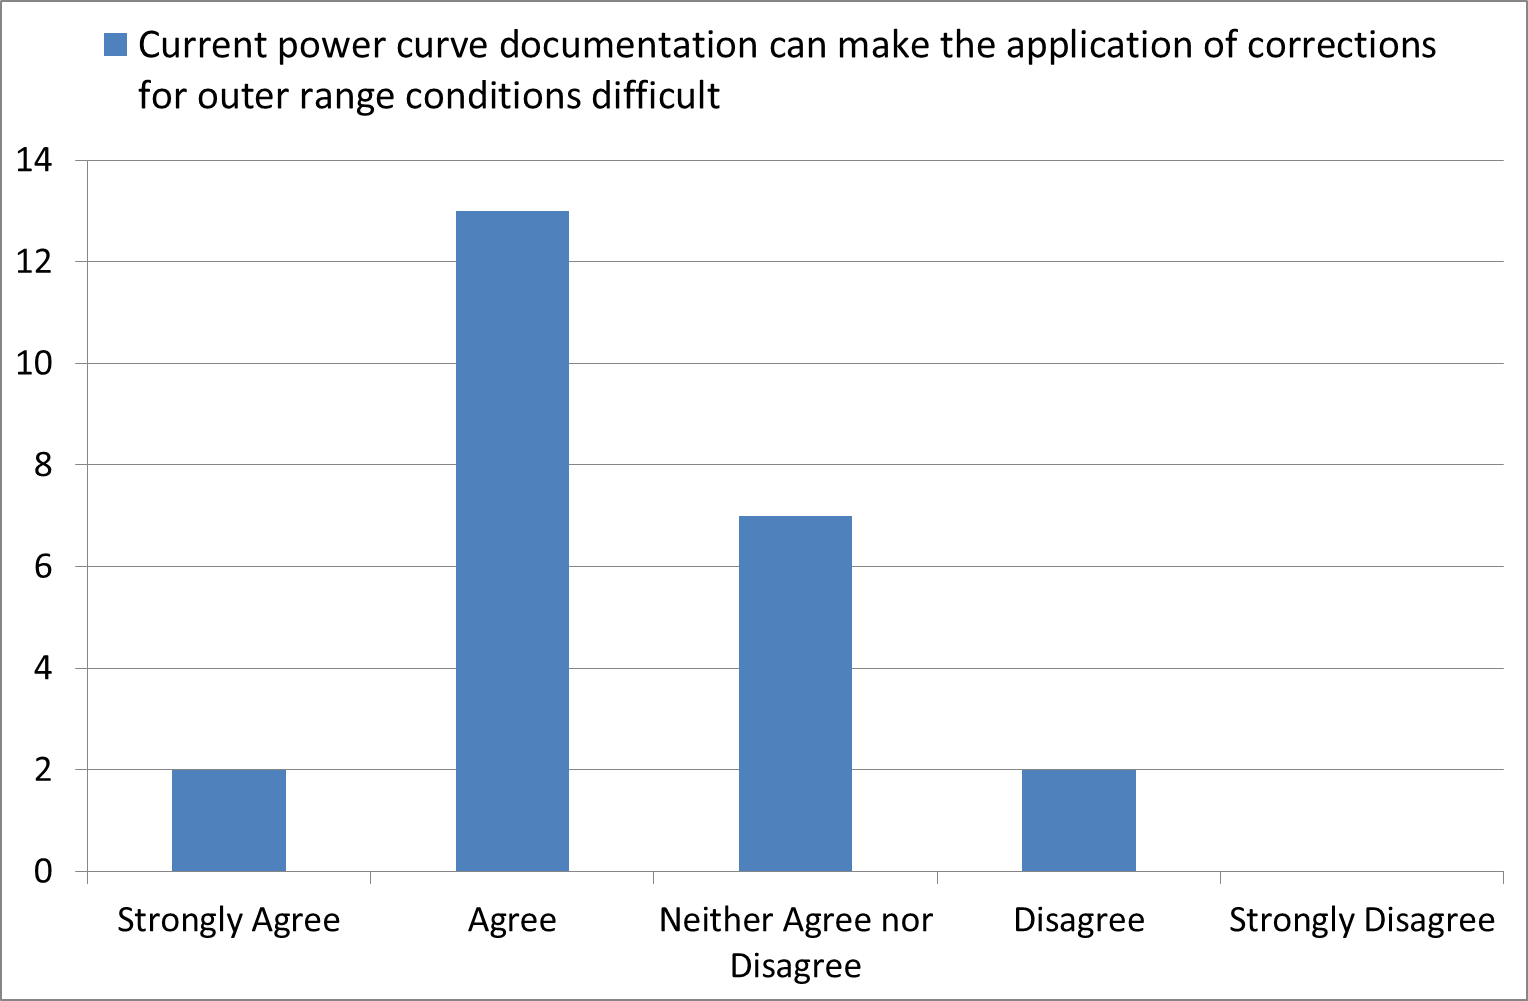 Current power curve documentation can make the application of corrections
for outer range conditions difficult
14
12
10
8
6
4
2
0
Strongly Agree
Agree
Neither Agree nor
Disagree
Disagree
Strongly Disagree